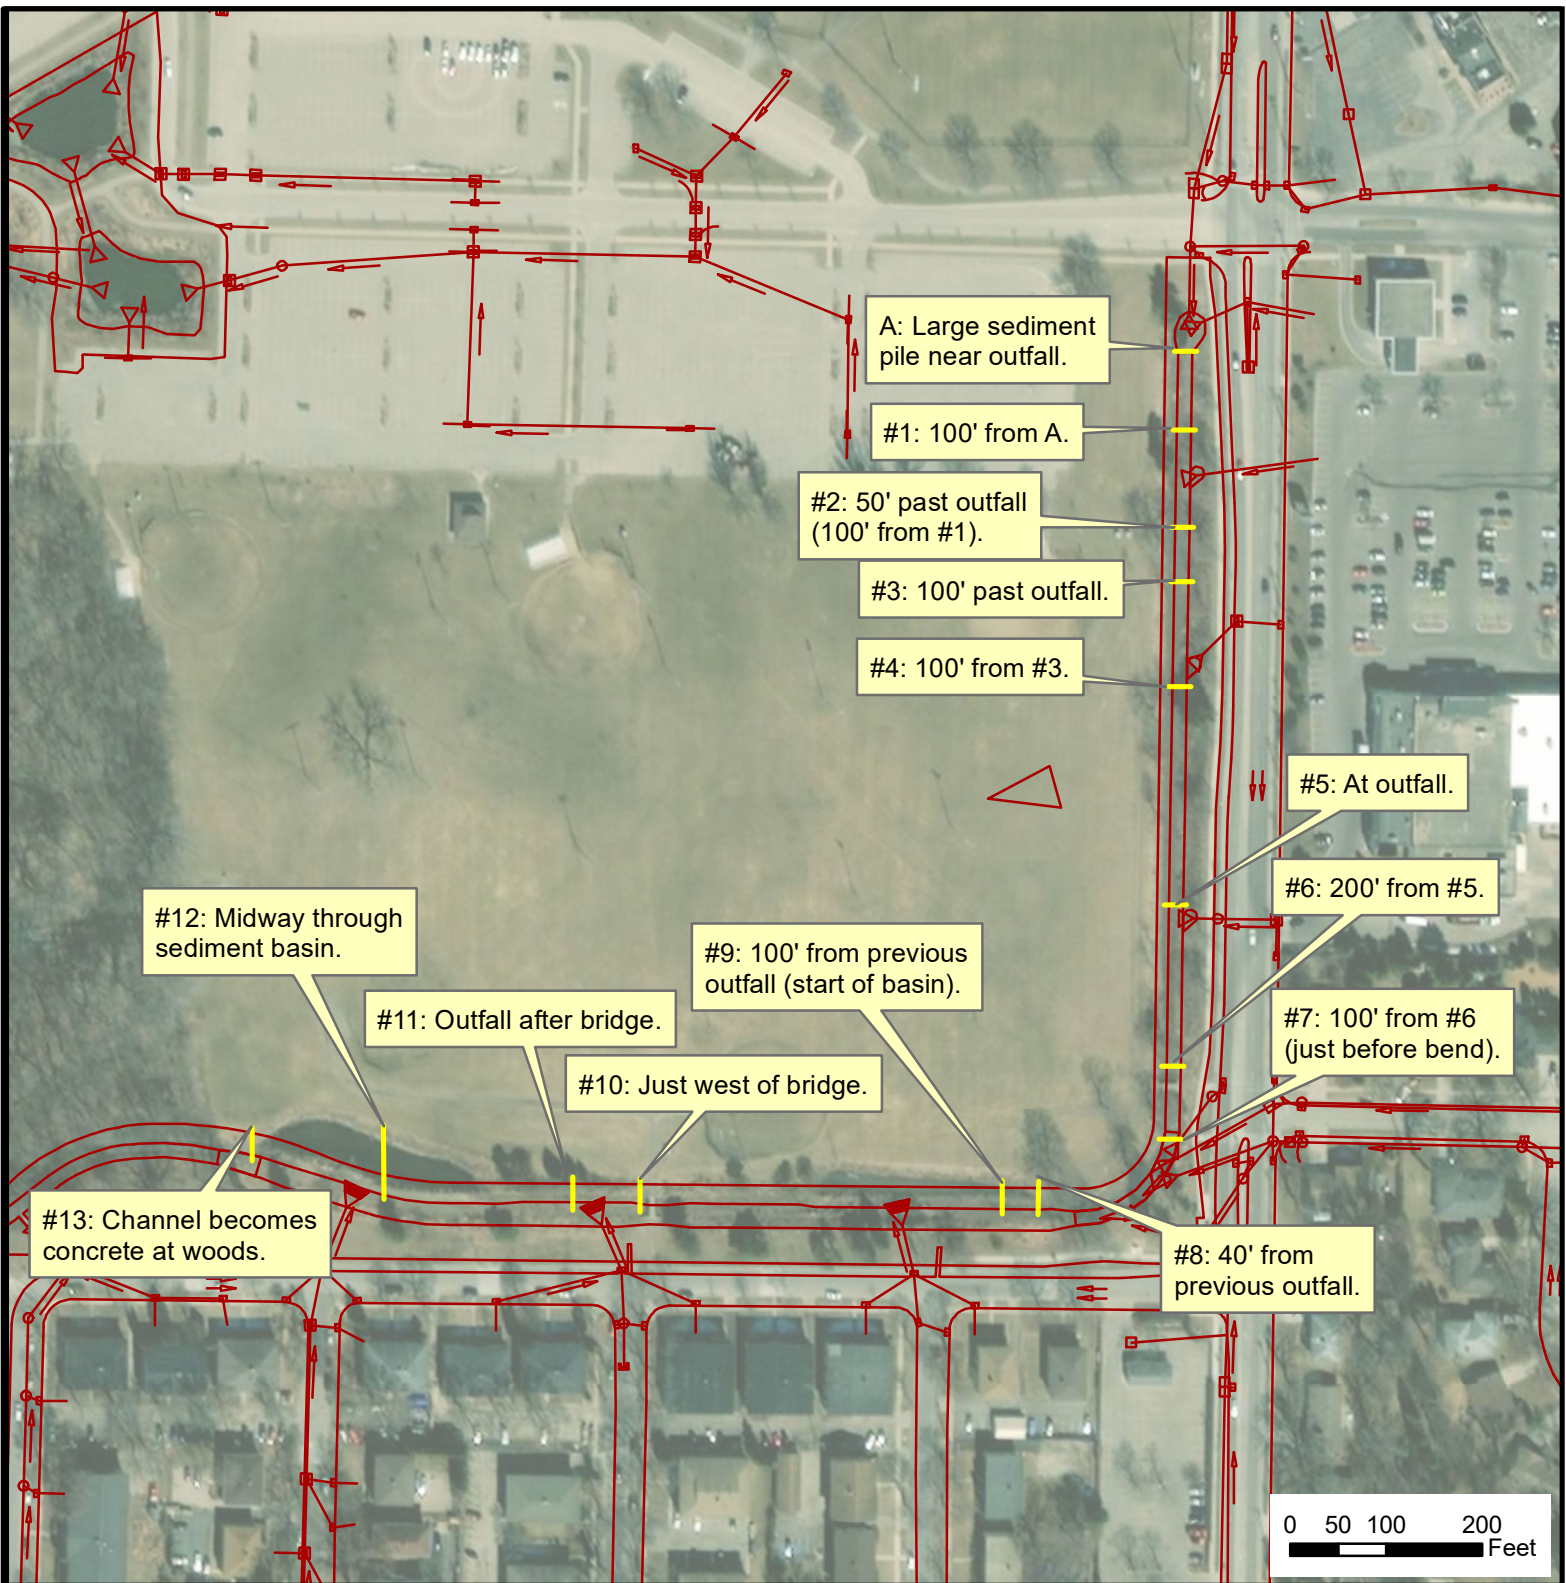 A: Large sediment
pile near outfall.
#1: 100' from A.
#2: 50' past outfall
(100' from #1).
#3: 100' past outfall.
#4: 100' from #3.
#5: At outfall.
#6: 200' from #5.
#12: Midway through
sediment basin.
#9: 100' from previous
outfall (start of basin).
#11: Outfall after bridge.
#7: 100' from #6
(just before bend).
#10: Just west of bridge.
#13: Channel becomes
concrete at woods.
#8: 40' from
previous outfall.
0 50 100 200
Feet